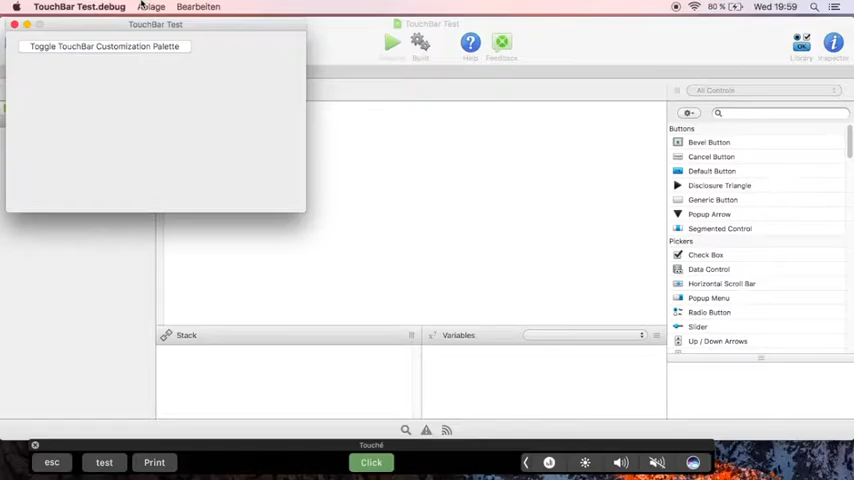 TouchBar Test.debug Ablage Bearbeiten 80 % Wed 19:59
TouchBar Test
Toggle TouchBar Customization Palette
TouchBar Test
Build Help Feedback Library Inspector
All Controls
Buttons
Bevel Button
Cancel Button
Default Button
Disclosure Triangle
Generic Button
Popup Arrow
Segmented Control
Pickers
Check Box
Data Control
Horizontal Scroll Bar
Popup Menu
Radio Button
Slider
Up / Down Arrows
Stack Variables
Touché
esc test Print Click